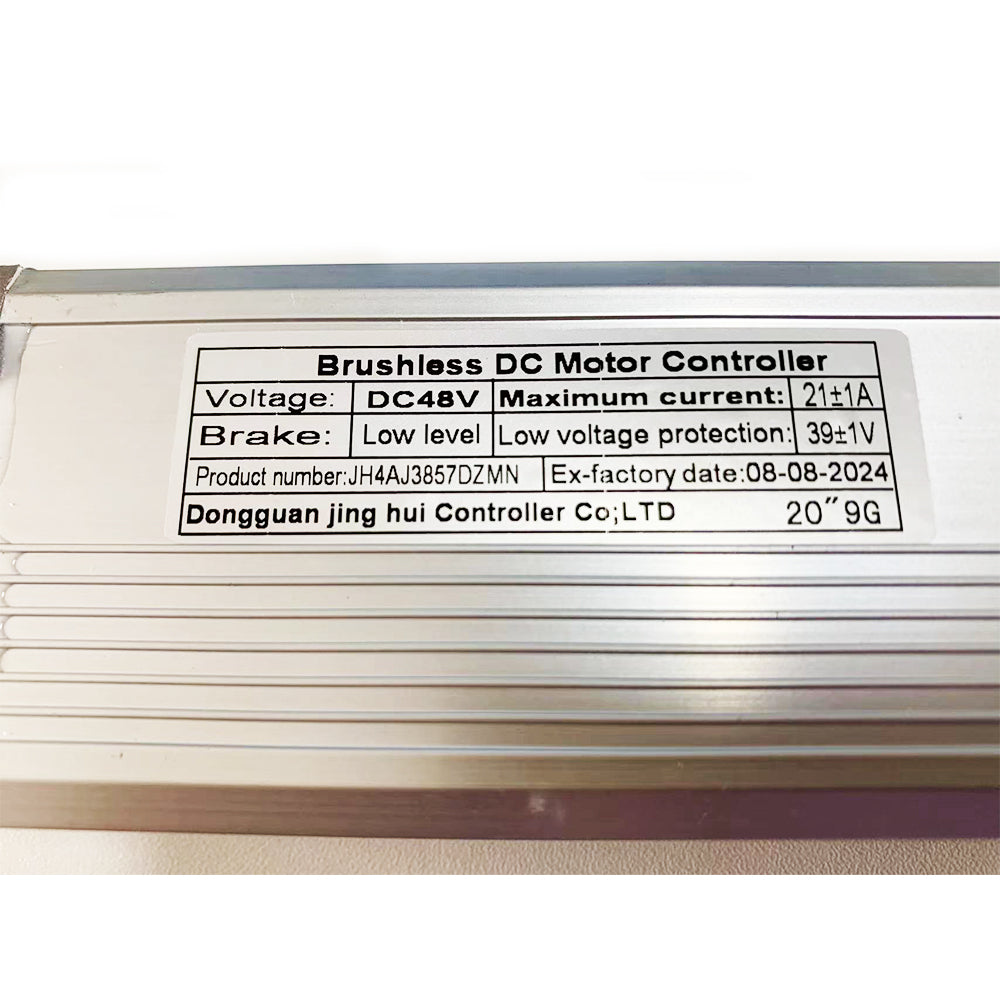 Brushless DC Motor Controller
Voltage: DC48V Maximum current: 21±1A
Brake: Low level Low voltage protection: 39±1V
Product number:JH4AJ3857DZMN Ex-factory date:08-08-2024
Dongguan jing hui Controller Co;LTD 20″9G